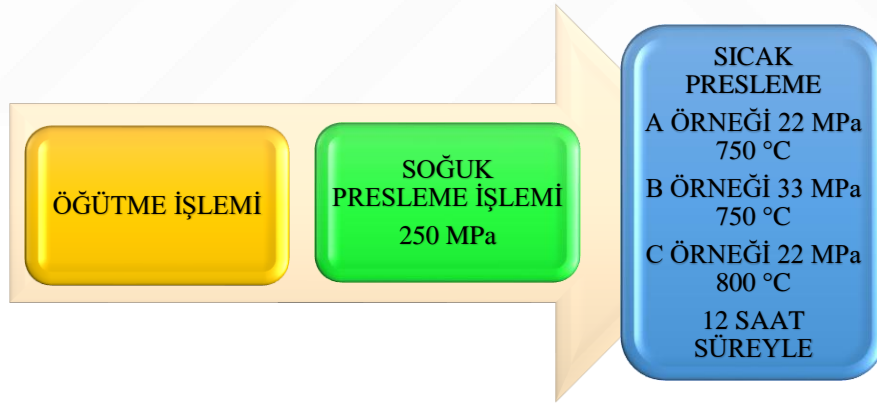 ÖĞÜTME İŞLEMİ
SOĞUK
PRESLEME İŞLEMİ
250 MPa
SICAK
PRESLEME
A ÖRNEĞİ 22 MPa
750 °C
B ÖRNEĞİ 33 MPa
750 °C
C ÖRNEĞİ 22 MPa
800 °C
12 SAAT
SÜREYLE